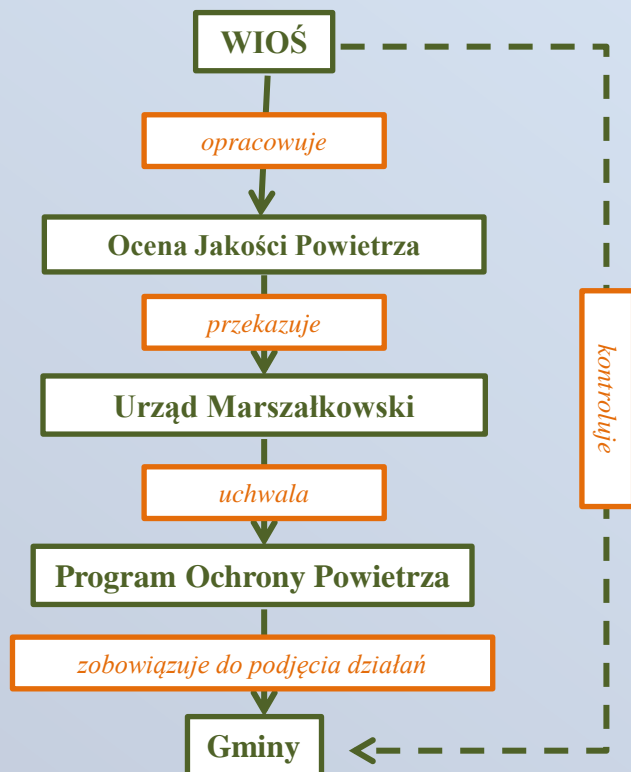 WIOŚ
opracowuje
Ocena Jakości Powietrza
przekazuje
Urząd Marszałkowski
uchwala
Program Ochrony Powietrza
zobowiązuje do podjęcia działań
Gminy
kontroluje